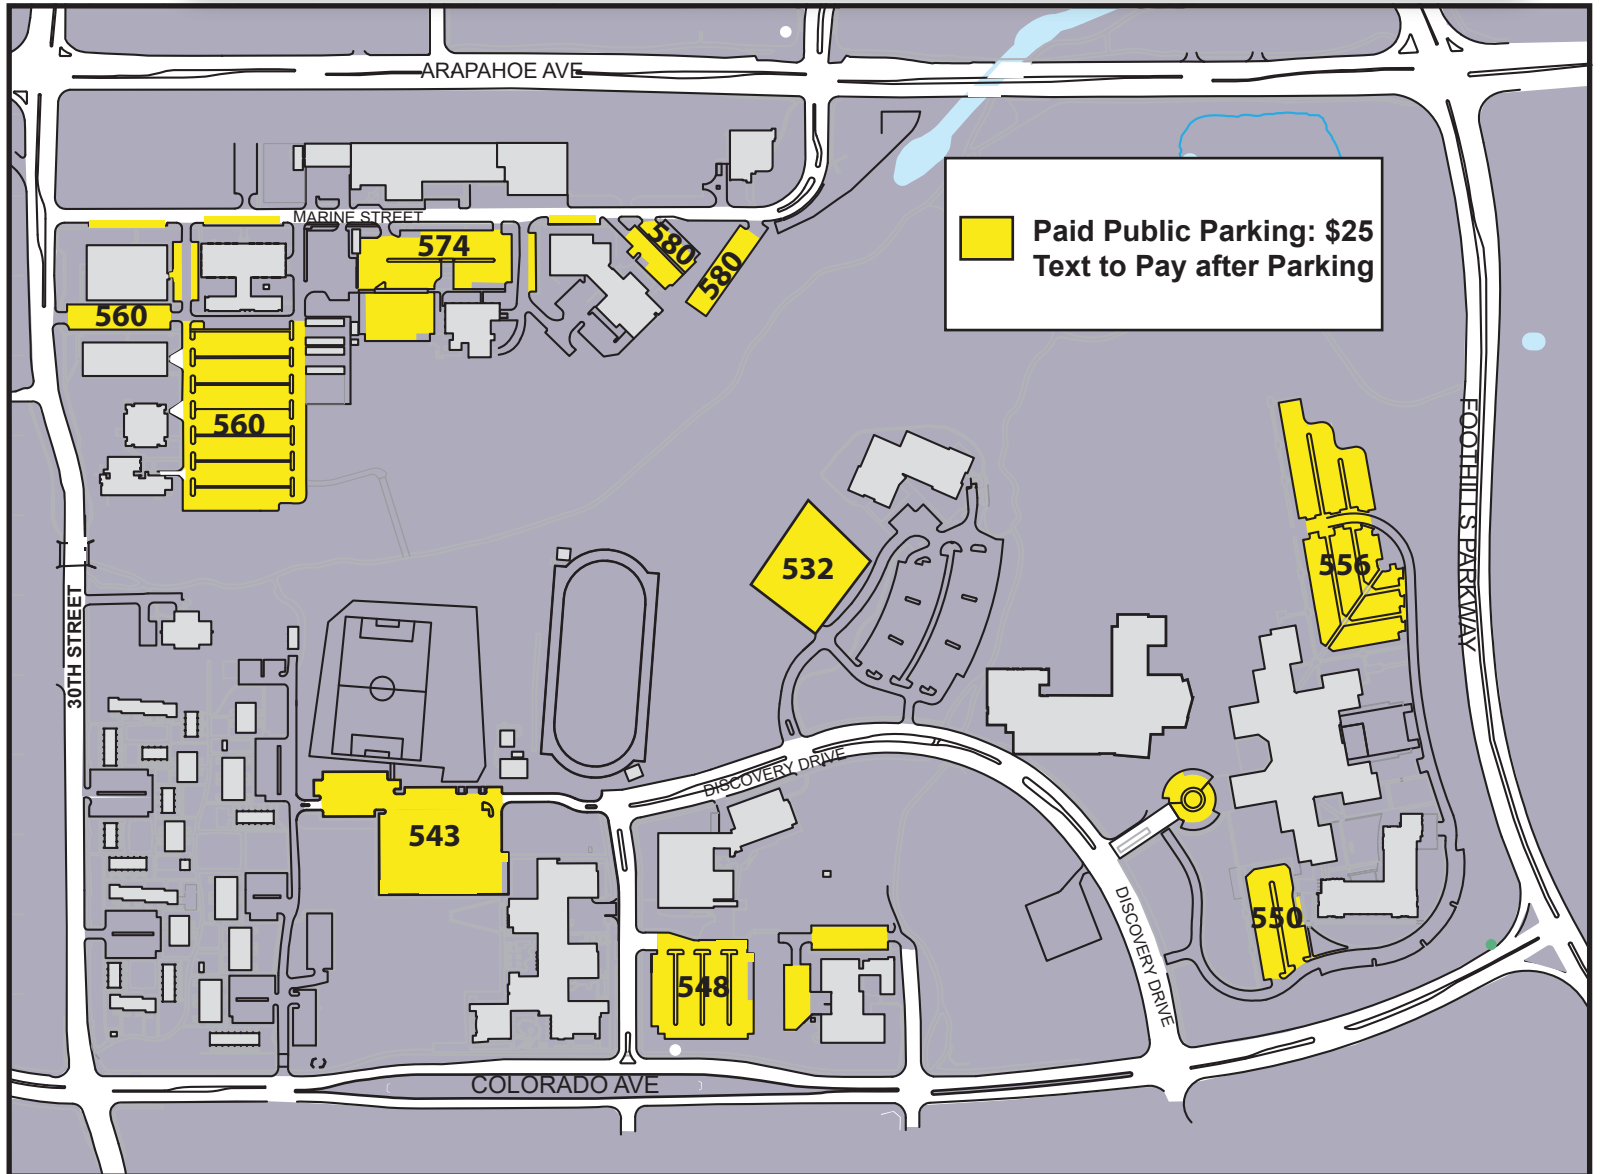 ARAPAHOE AVE
MARINE STREET
Paid Public Parking: $25
Text to Pay after Parking
574
580
580
560
560
532
556
FOOTHILLS PARKWAY
30TH STREET
DISCOVERY DRIVE
543
550
DISCOVERY DRIVE
548
COLORADO AVE